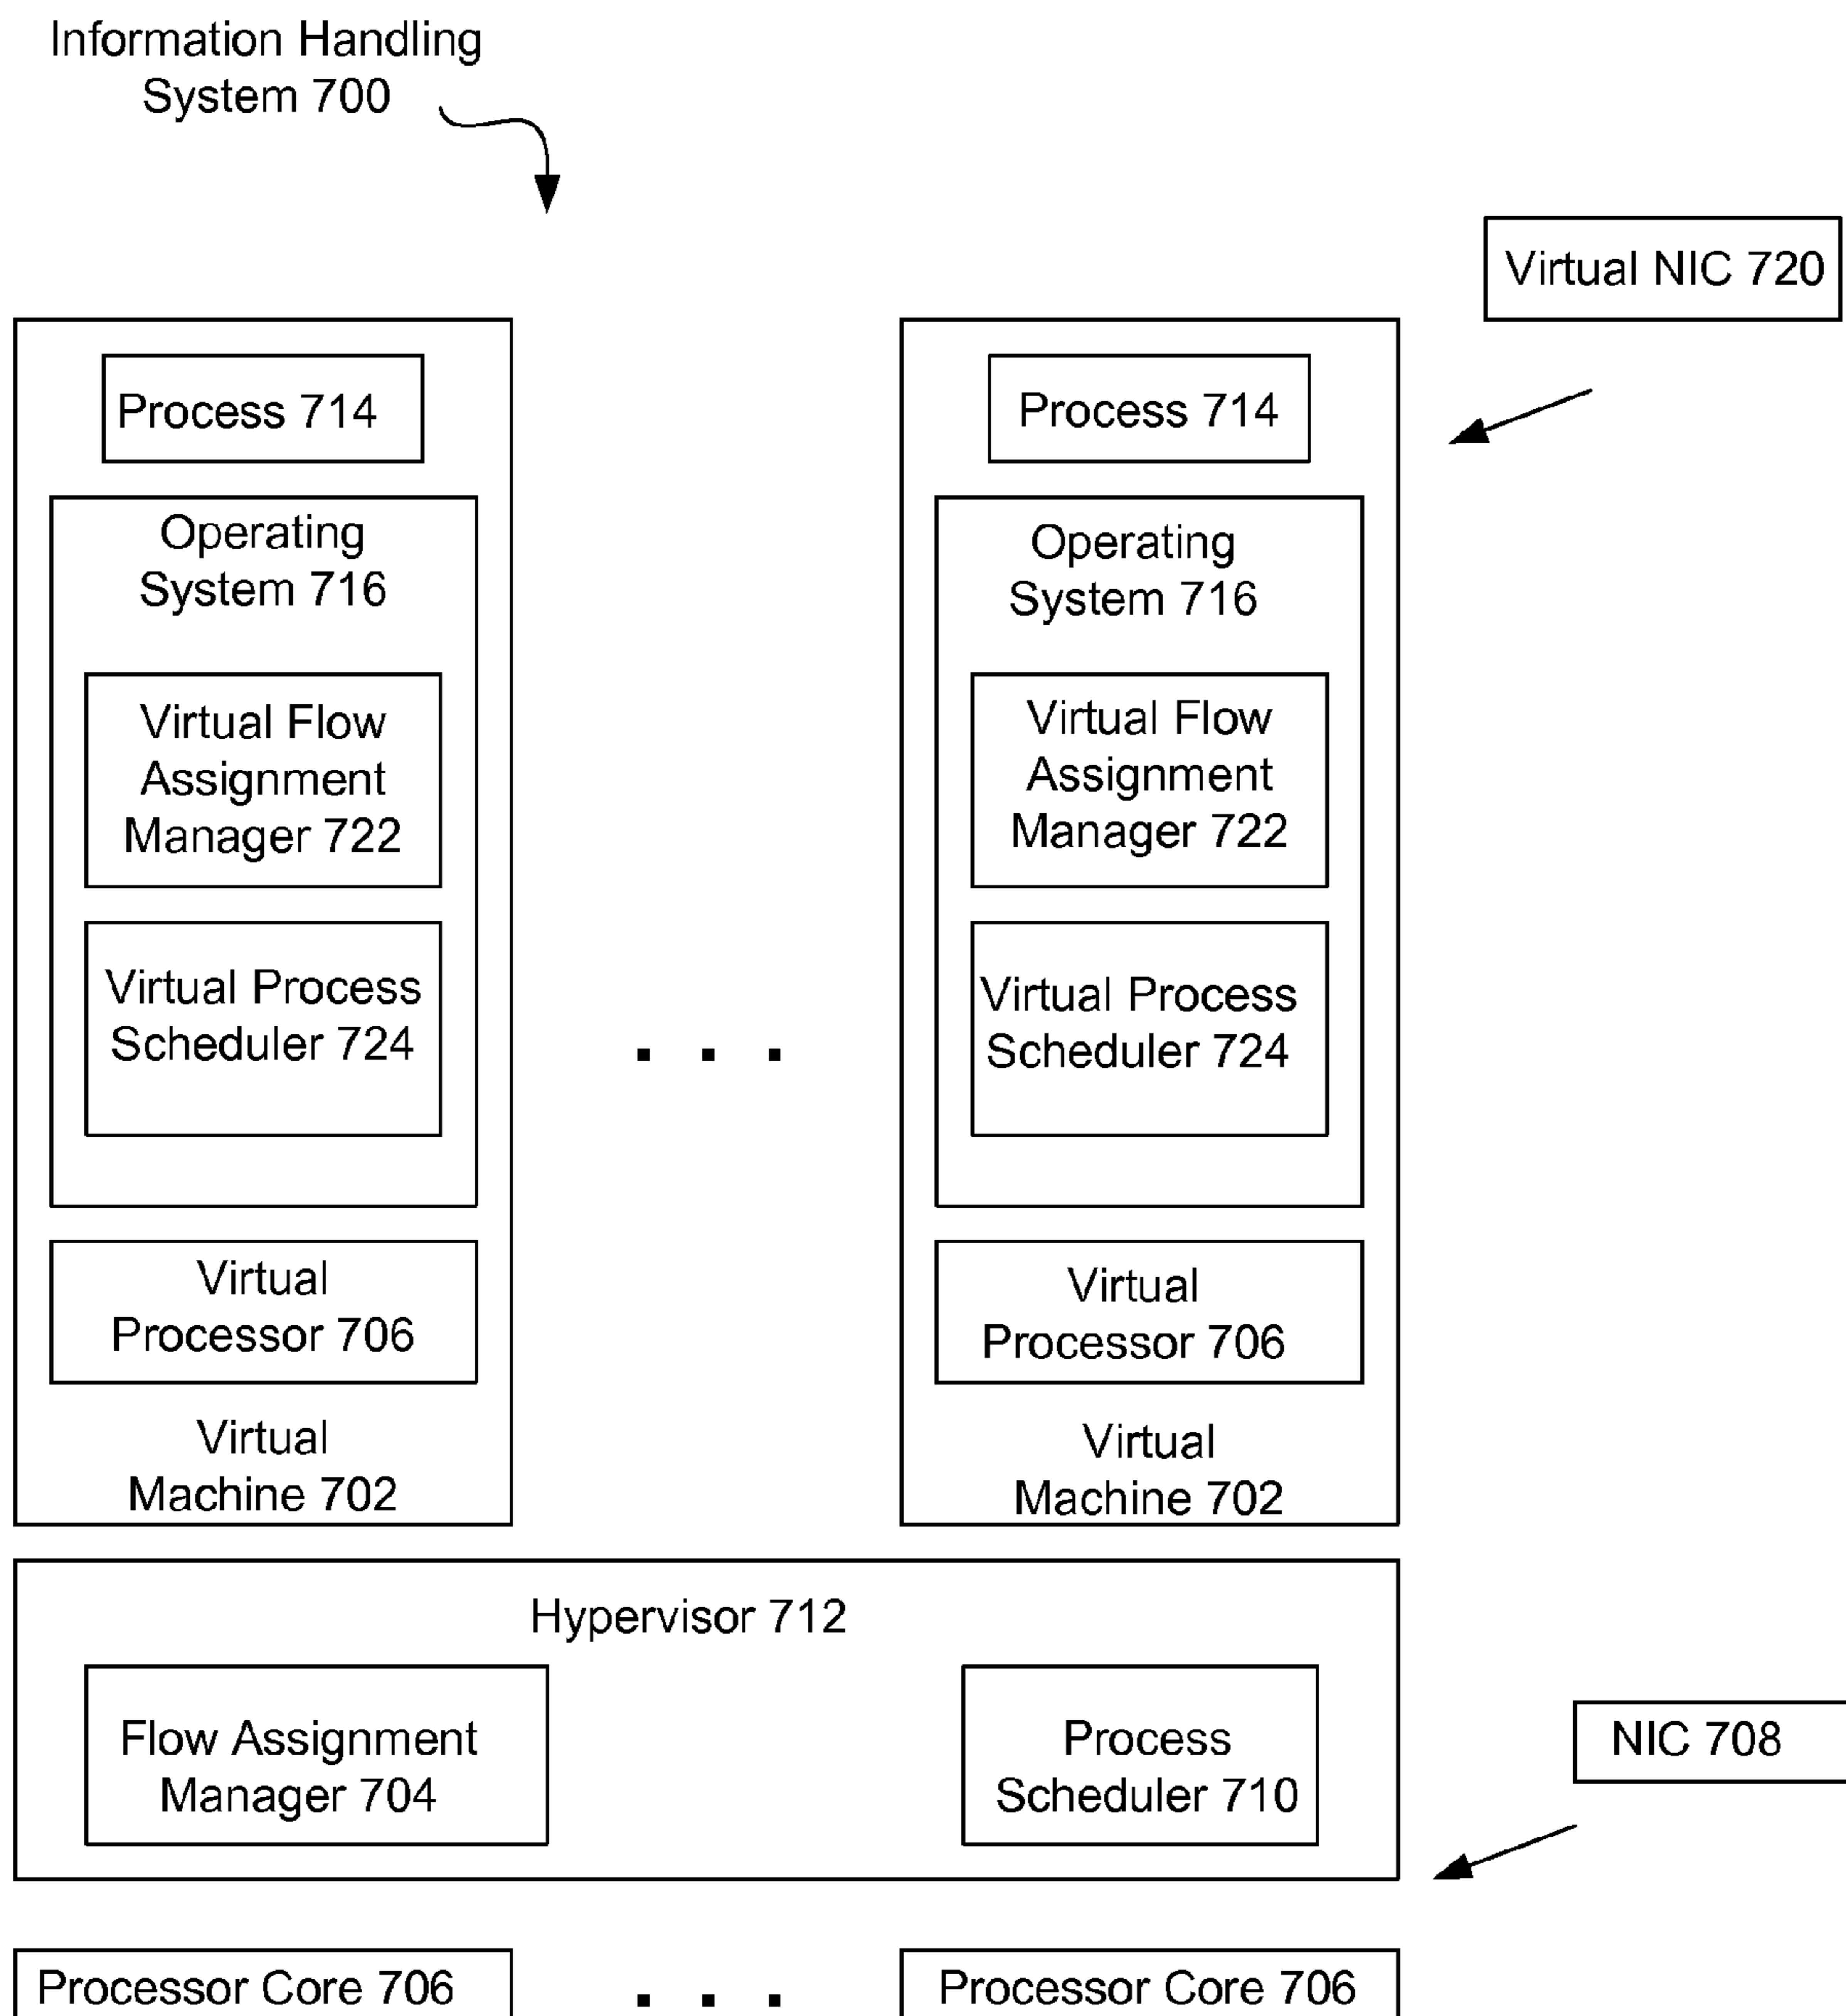 Information Handling
System 700
Virtual NIC 720
Process 714
Operating
System 716
Virtual Flow
Assignment
Manager 722
Virtual Process
Scheduler 724
Virtual
Processor 706
Virtual
Machine 702
. . .
Process 714
Operating
System 716
Virtual Flow
Assignment
Manager 722
Virtual Process
Scheduler 724
Virtual
Processor 706
Virtual
Machine 702
Hypervisor 712
Flow Assignment
Manager 704
Process
Scheduler 710
NIC 708
Processor Core 706
. . .
Processor Core 706